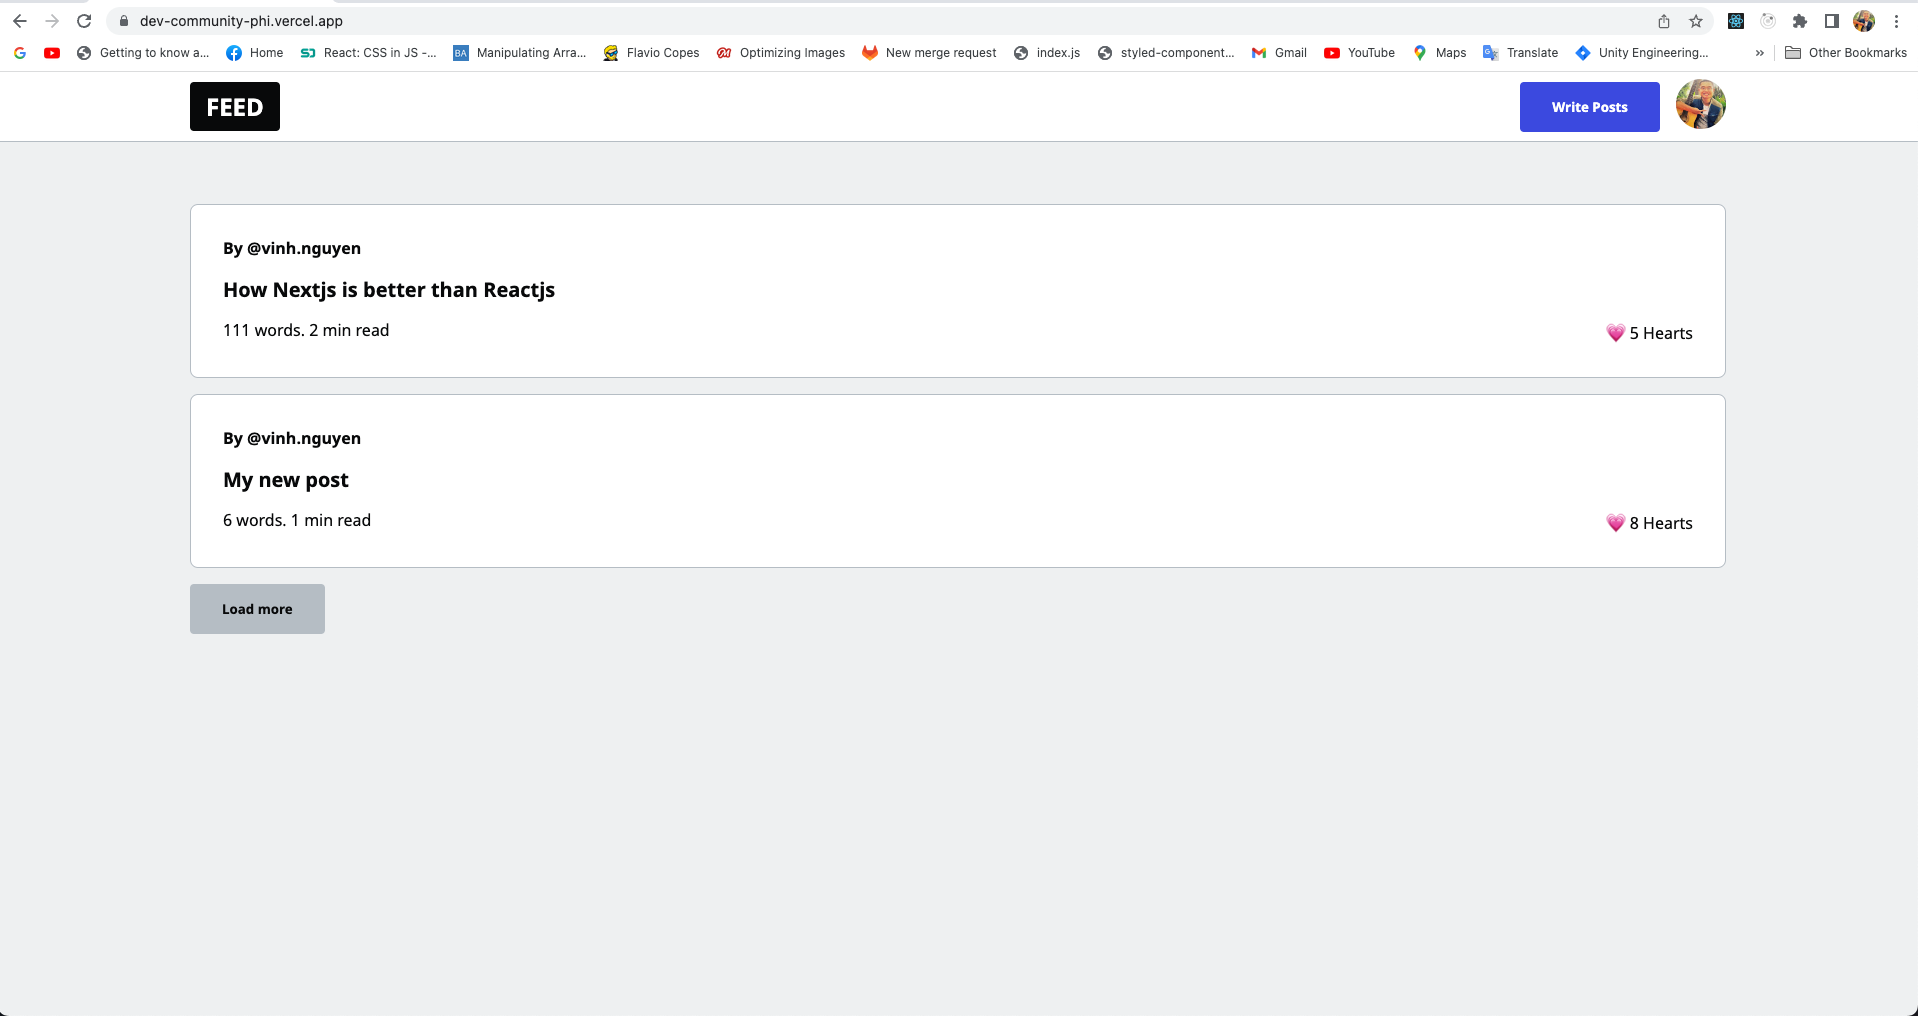 dev-community-phi.vercel.app
Getting to know a... Home React: CSS in JS -... BA Manipulating Arra... Flavio Copes Optimizing Images New merge request index.js styled-component... Gmail YouTube Maps Translate Unity Engineering... » Other Bookmarks
FEED Write Posts
By @vinh.nguyen
How Nextjs is better than Reactjs
111 words. 2 min read
💗 5 Hearts
By @vinh.nguyen
My new post
6 words. 1 min read
💗 8 Hearts
Load more